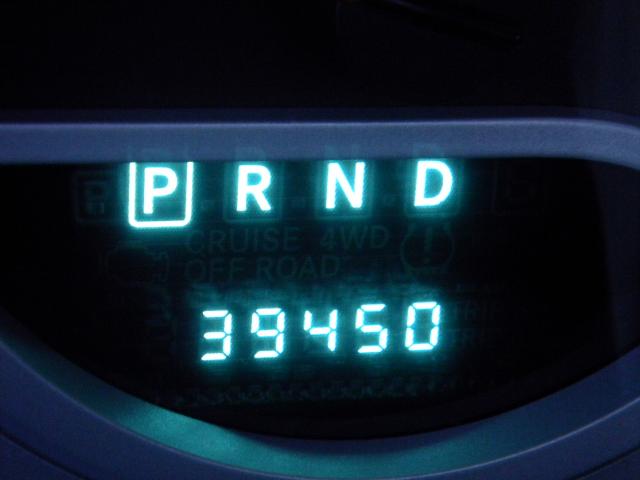 P R N D
CRUISE 4WD
OFF ROAD
39450